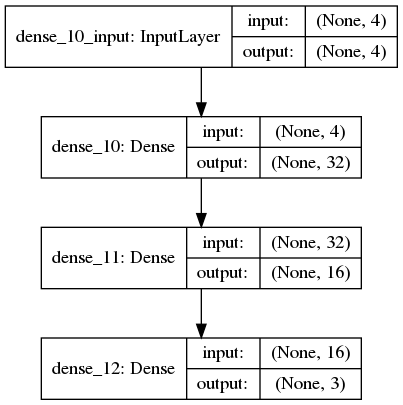 dense_10_input: InputLayer
input: (None, 4)
output: (None, 4)
dense_10: Dense
input: (None, 4)
output: (None, 32)
dense_11: Dense
input: (None, 32)
output: (None, 16)
dense_12: Dense
input: (None, 16)
output: (None, 3)